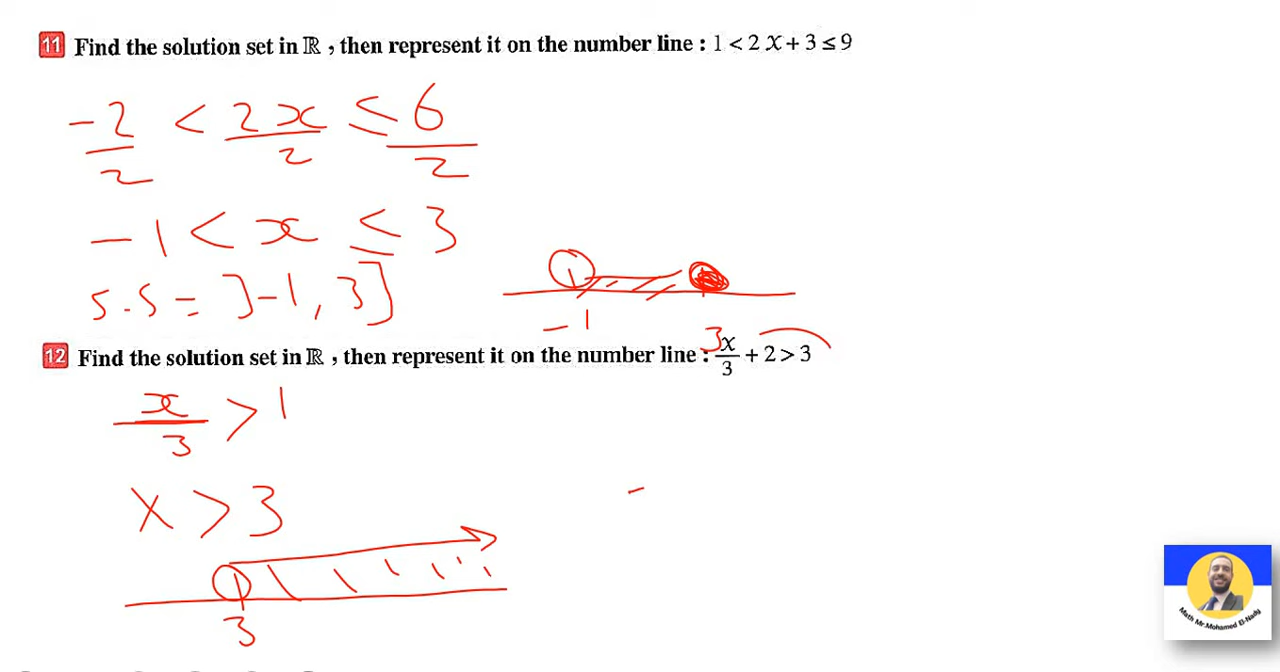 11 Find the solution set in ℝ , then represent it on the number line : 1 < 2 x + 3 ≤ 9
-2/2 < 2x/2 ≤ 6/2
-1 < x ≤ 3
S.S = ]-1, 3]
-1 3
12 Find the solution set in ℝ , then represent it on the number line : x/3 + 2 > 3
x/3 > 1
x > 3
3
Math Mr Mohamed El-Nady